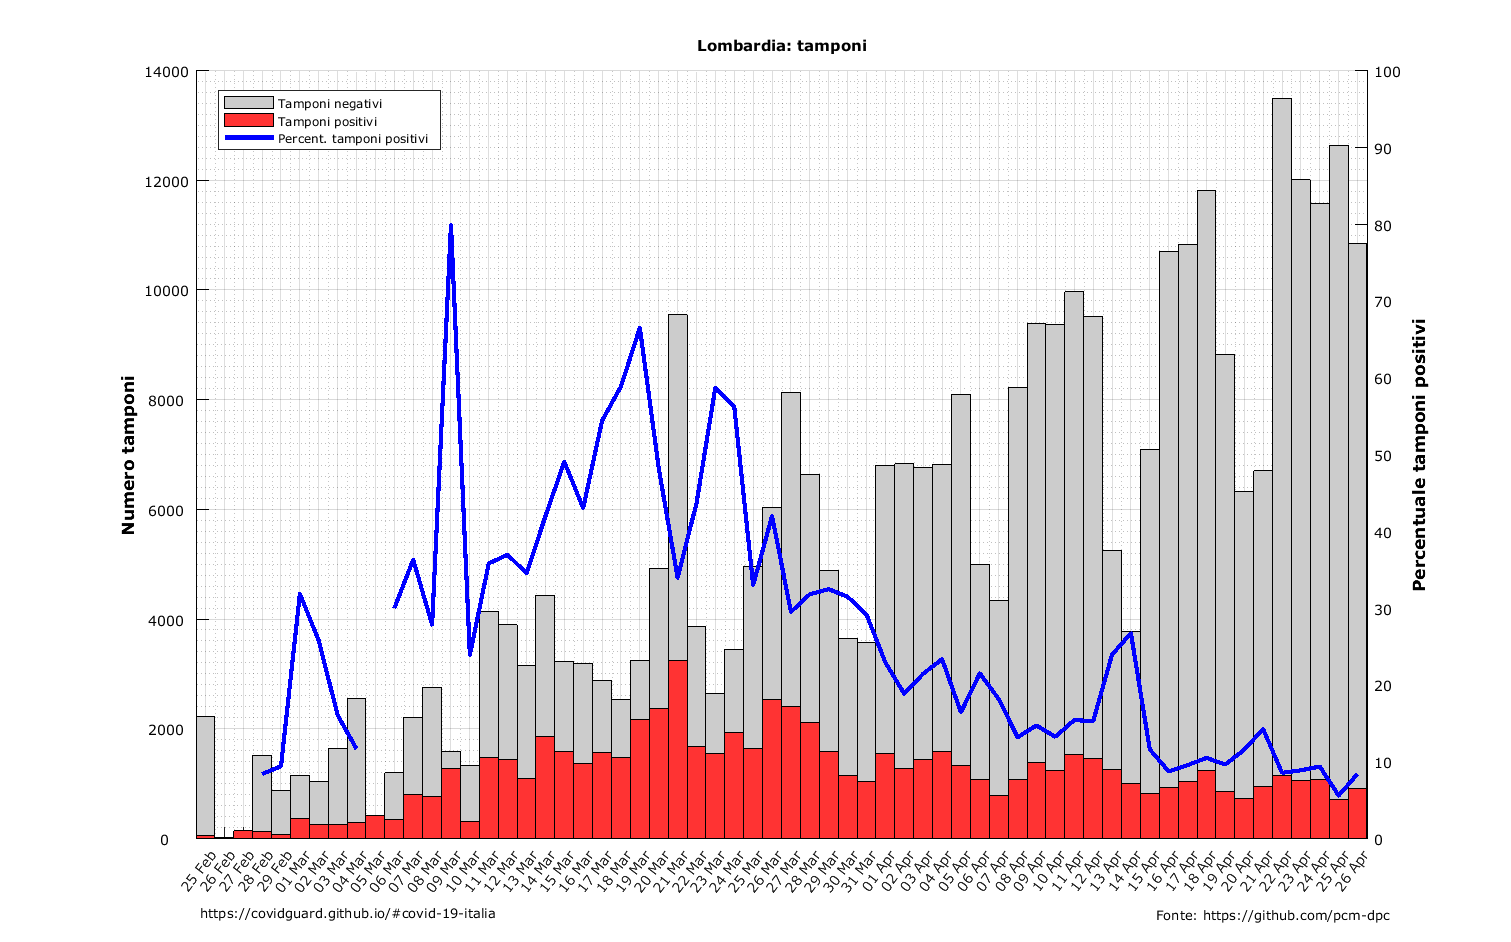 Lombardia: tamponi
Tamponi negativi
Tamponi positivi
Percent. tamponi positivi
Numero tamponi
14000
12000
10000
8000
6000
4000
2000
0
100
90
80
70
60
50
40
30
20
10
0
Percentuale tamponi positivi
25 Feb
26 Feb
27 Feb
28 Feb
29 Feb
01 Mar
02 Mar
03 Mar
04 Mar
05 Mar
06 Mar
07 Mar
08 Mar
09 Mar
10 Mar
11 Mar
12 Mar
13 Mar
14 Mar
15 Mar
16 Mar
17 Mar
18 Mar
19 Mar
20 Mar
21 Mar
22 Mar
23 Mar
24 Mar
25 Mar
26 Mar
27 Mar
28 Mar
29 Mar
30 Mar
31 Mar
01 Apr
02 Apr
03 Apr
04 Apr
05 Apr
06 Apr
07 Apr
08 Apr
09 Apr
10 Apr
11 Apr
12 Apr
13 Apr
14 Apr
15 Apr
16 Apr
17 Apr
18 Apr
19 Apr
20 Apr
21 Apr
22 Apr
23 Apr
24 Apr
25 Apr
26 Apr
https://covidguard.github.io/#covid-19-italia
Fonte: https://github.com/pcm-dpc